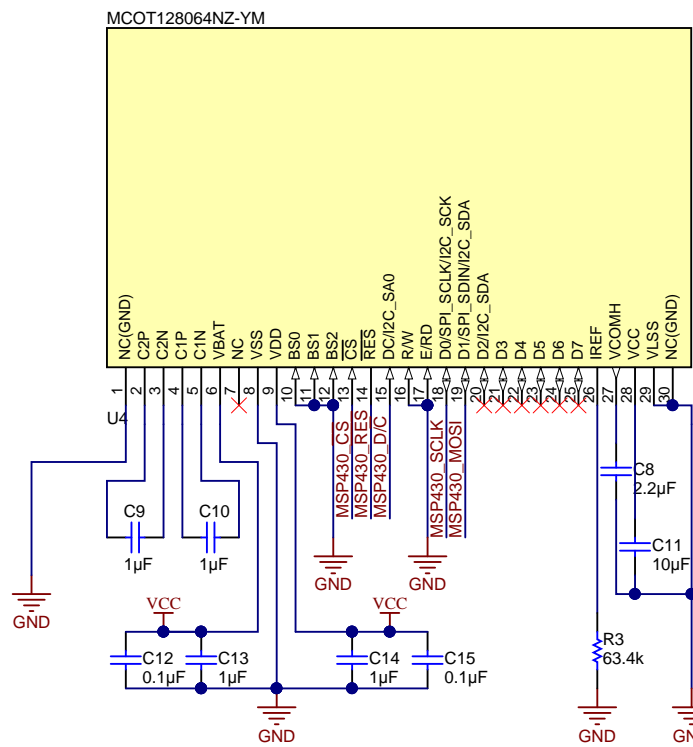 MCOT128064NZ-YM
NC(GND)
C2P
C2N
C1P
C1N
VBAT
NC
VSS
VDD
BS0
BS1
BS2
CS
RES
DC/I2C_SA0
R/W
E/RD
D0/SPI_SCLK/I2C_SCK
D1/SPI_SDIN/I2C_SDA
D2/I2C_SDA
D3
D4
D5
D6
D7
IREF
VCOMH
VCC
VLSS
NC(GND)
1
2
3
4
5
6
7
8
9
10
11
12
13
14
15
16
17
18
19
20
21
22
23
24
25
26
27
28
29
30
U4
MSP430_CS
MSP430_RES
MSP430_D/C
MSP430_SCLK
MSP430_MOSI
C8
2.2µF
C9
1µF
C10
1µF
C11
10µF
GND
GND
GND
VCC
VCC
C12
0.1µF
C13
1µF
C14
1µF
C15
0.1µF
R3
63.4k
GND
GND
GND